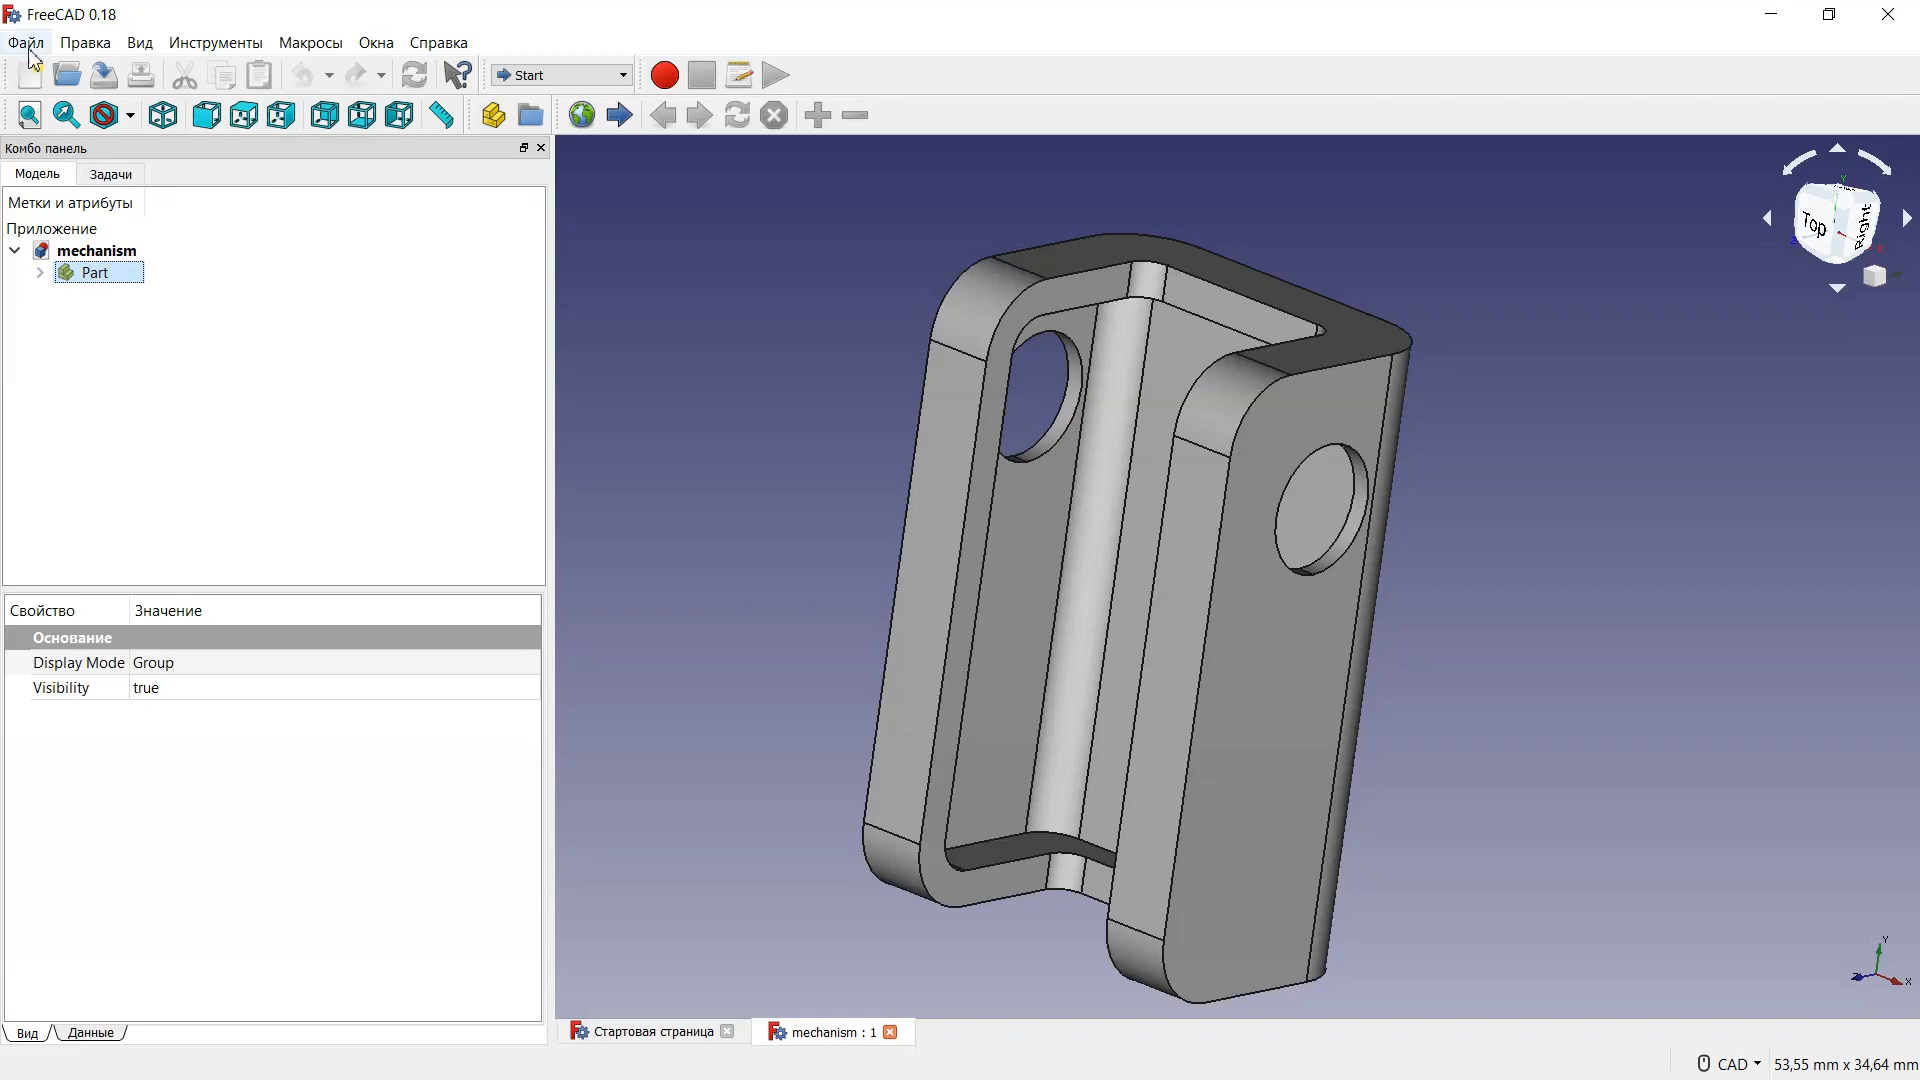 FreeCAD 0.18
Файл Правка Вид Инструменты Макросы Окна Справка
Start
Комбо панель
Модель Задачи
Метки и атрибуты
Приложение
mechanism
Part
Свойство Значение
Основание
Display Mode Group
Visibility true
Вид Данные
Top
Right
Y
Z
X
Y
Z
X
Стартовая страница
mechanism : 1
CAD 53,55 mm x 34,64 mm